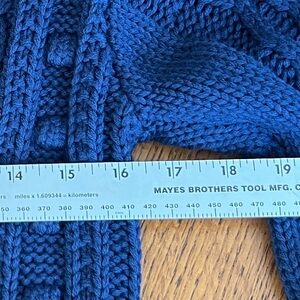 14 15 16 17 18 19
miles x 1.609344 = kilometers MAYES BROTHERS TOOL MFG. C
360 370 380 390 400 410 420 430 440 450 460 470 480